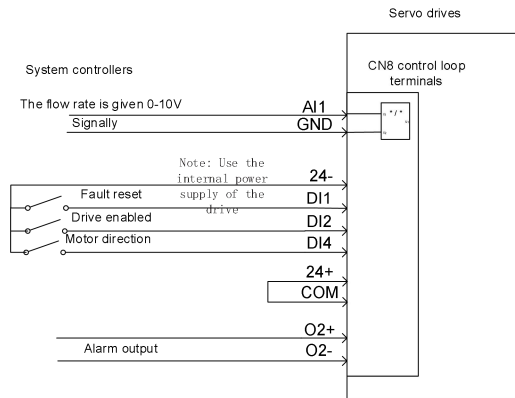 Servo drives
System controllers
CN8 control loop
terminals
The flow rate is given 0-10V
AI1
Signally
GND
Note: Use the
internal power
supply of the
drive
24-
Fault reset
DI1
Drive enabled
DI2
Motor direction
DI4
24+
COM
O2+
Alarm output
O2-